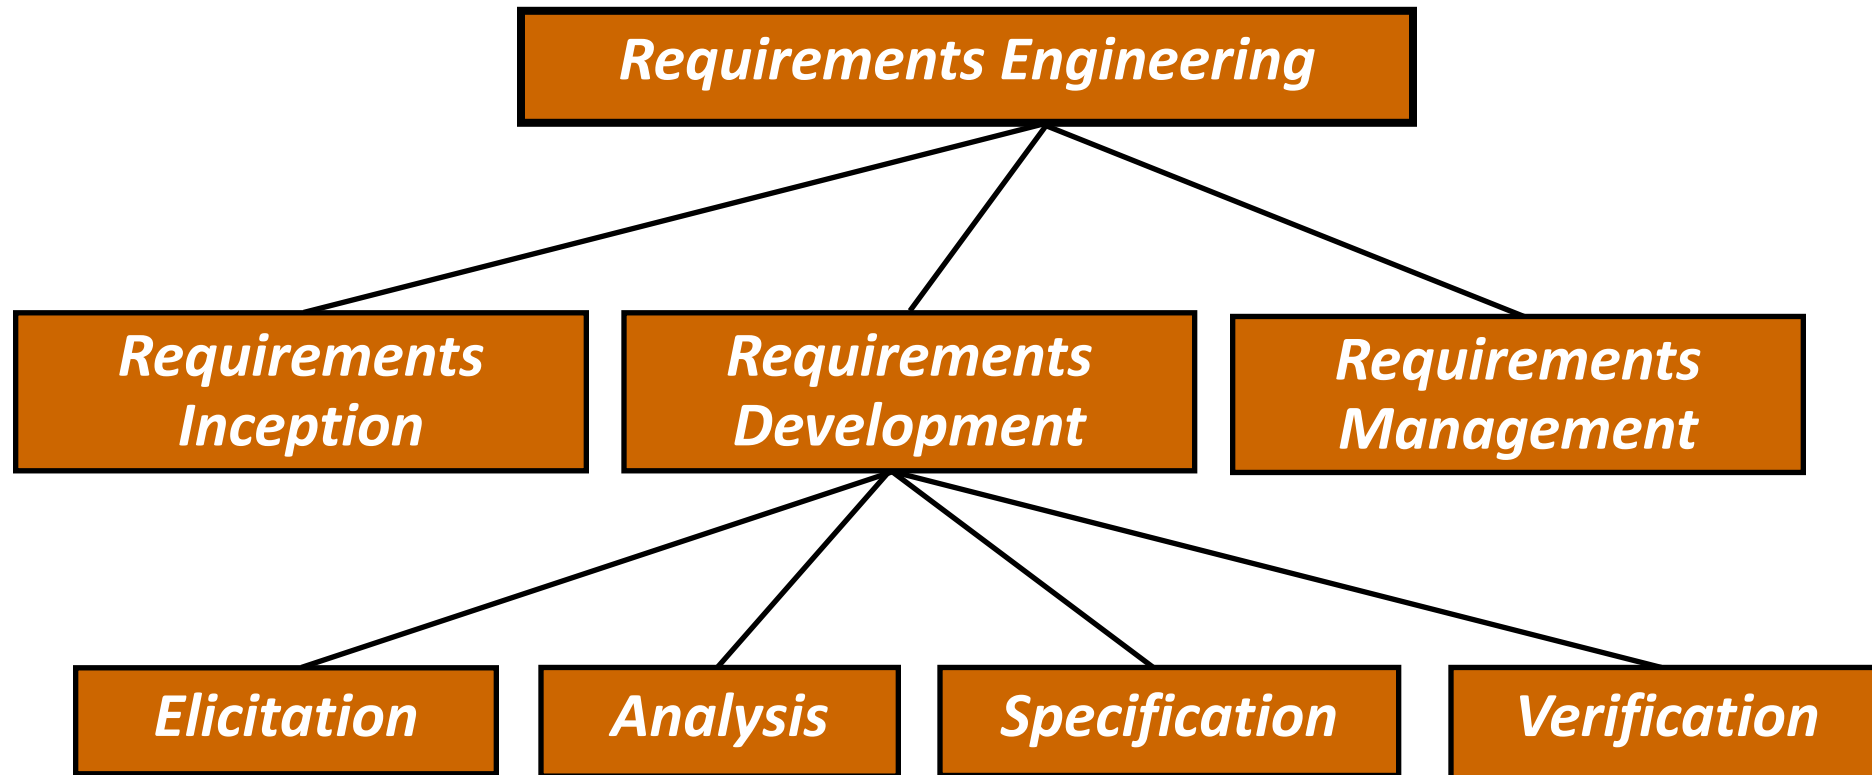 Requirements Engineering
Requirements
Inception
Requirements
Development
Requirements
Management
Elicitation
Analysis
Specification
Verification